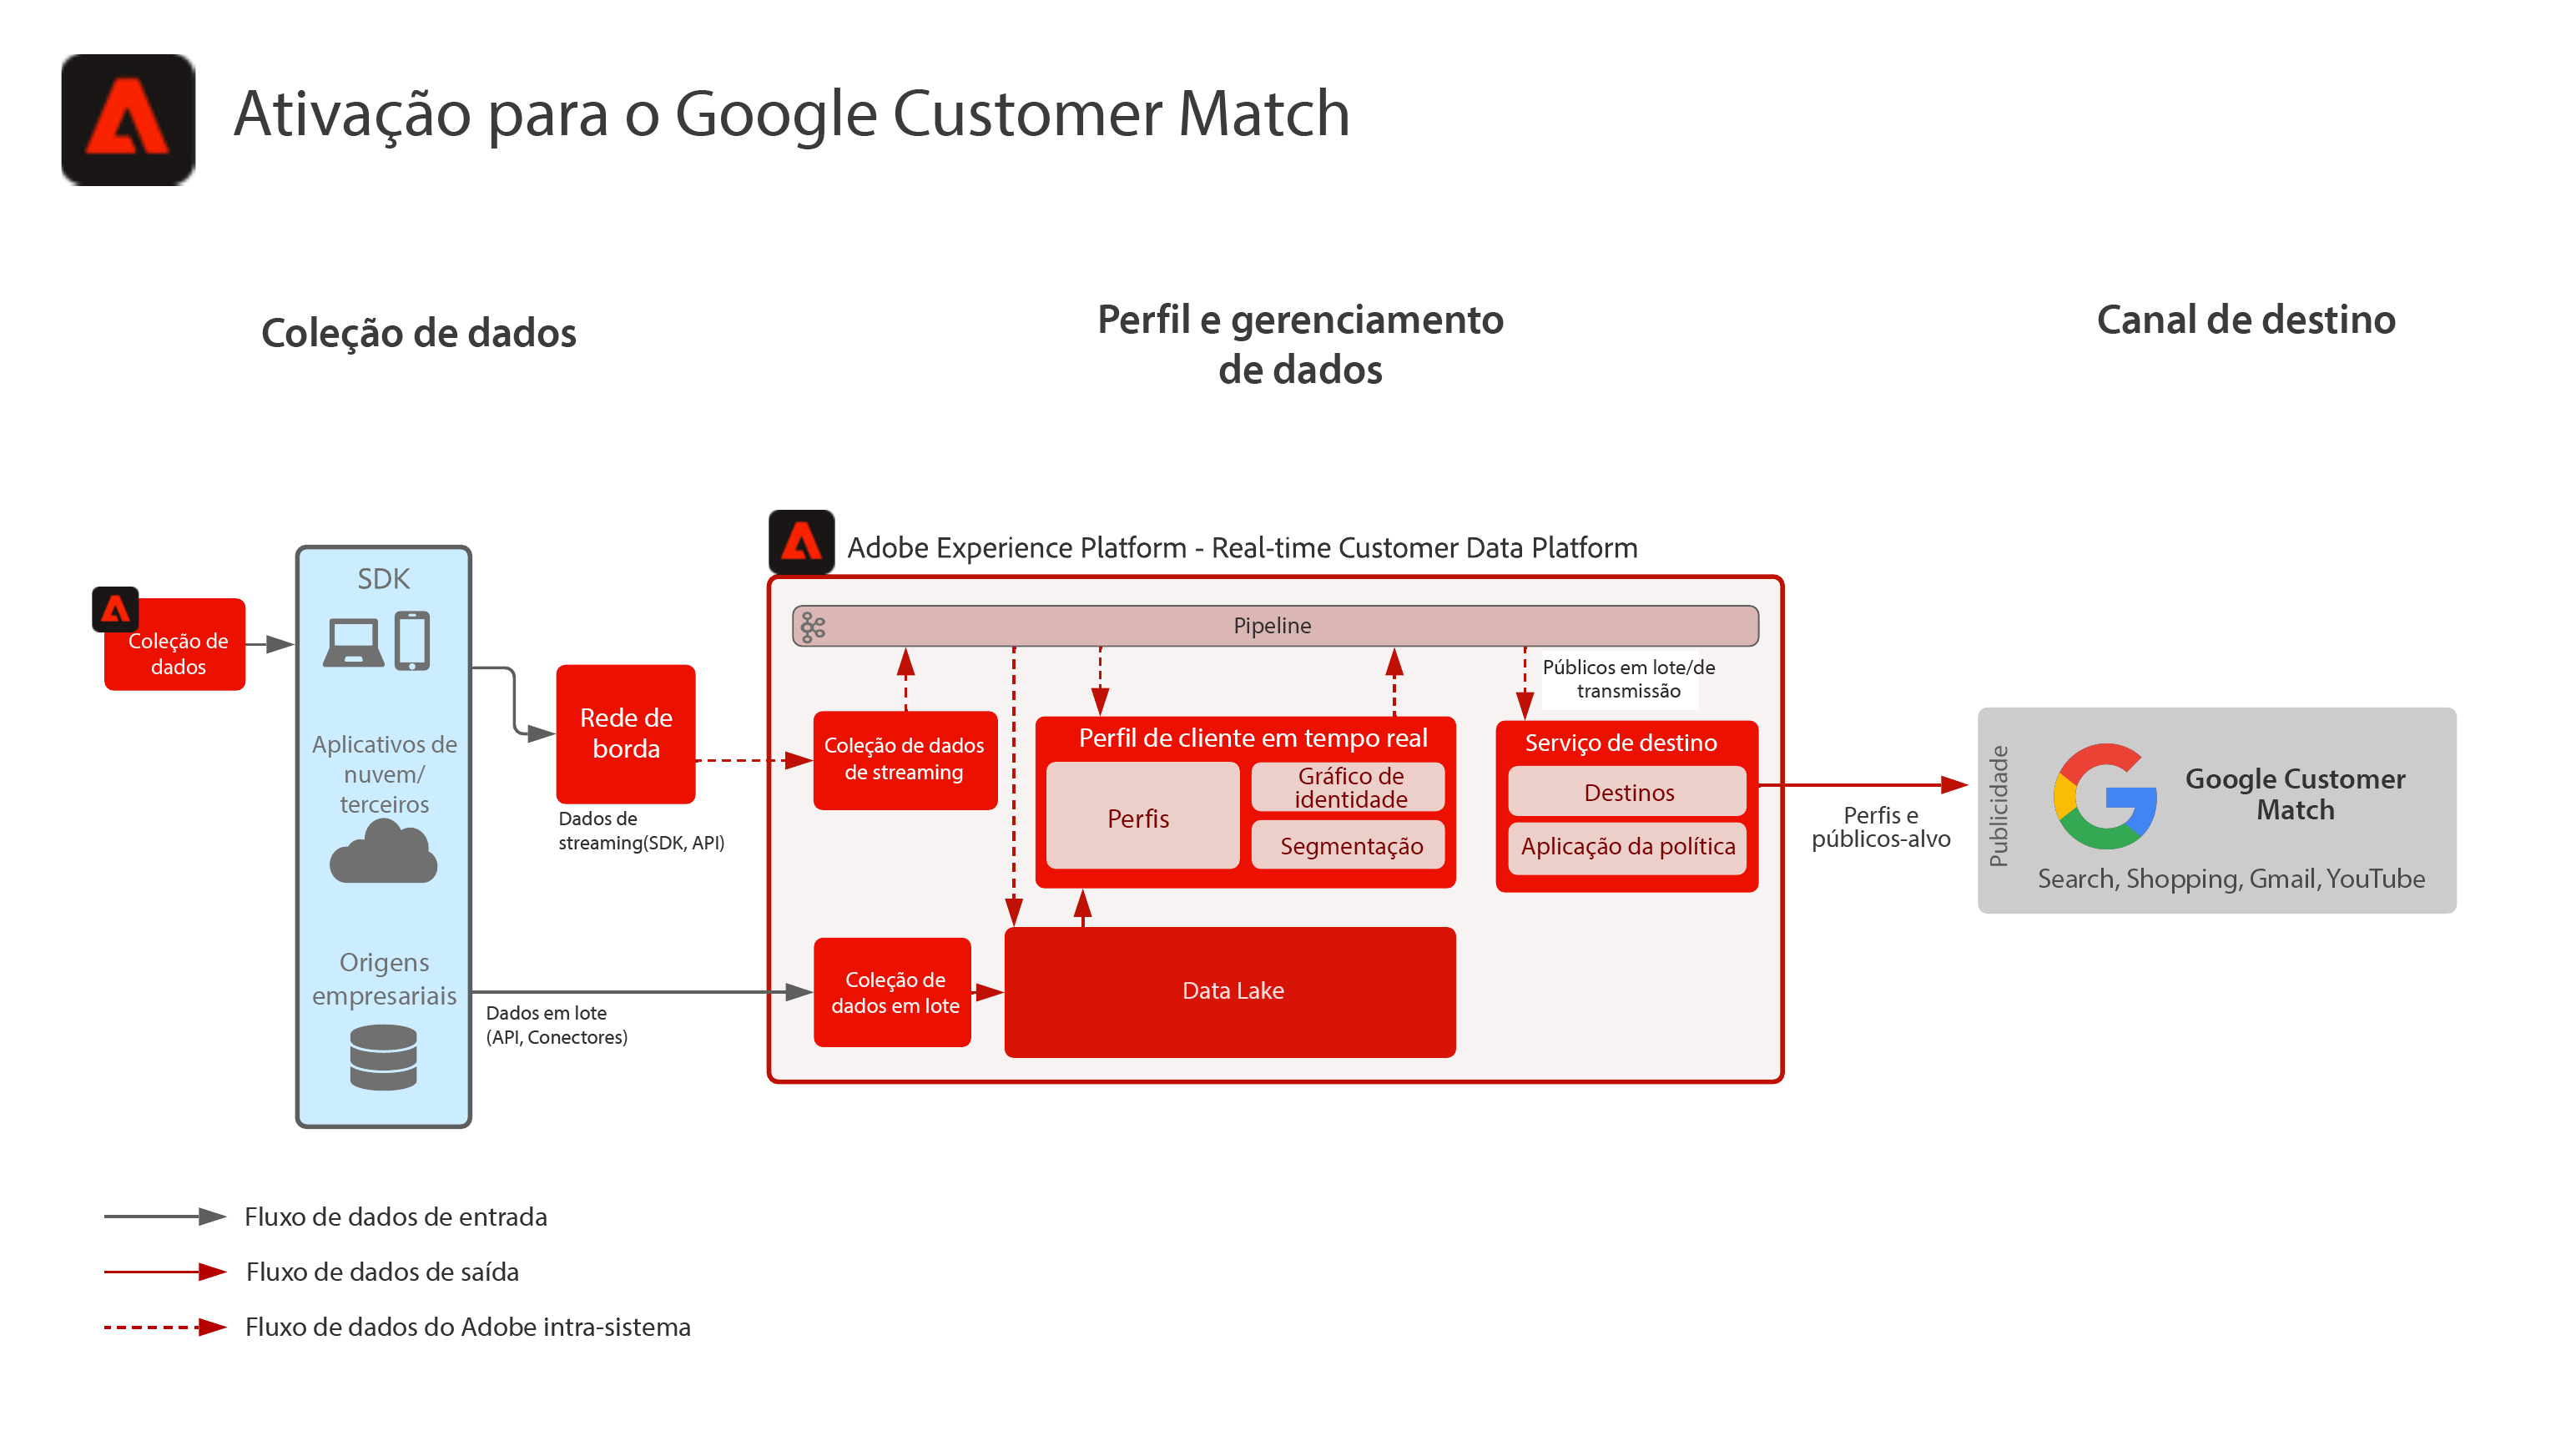 Ativação para o Google Customer Match
Coleção de dados
Perfil e gerenciamento
de dados
Canal de destino
Adobe Experience Platform - Real-time Customer Data Platform
Coleção de
dados
SDK
Aplicativos de
nuvem/
terceiros
Origens
empresariais
Rede de
borda
Dados de
streaming(SDK, API)
Dados em lote
(API, Conectores)
Pipeline
Coleção de dados
de streaming
Perfil de cliente em tempo real
Perfis
Gráfico de
identidade
Segmentação
Públicos em lote/de
transmissão
Serviço de destino
Destinos
Aplicação da política
Coleção de
dados em lote
Data Lake
Perfis e
públicos-alvo
Publicidade
Google Customer
Match
Search, Shopping, Gmail, YouTube
Fluxo de dados de entrada
Fluxo de dados de saída
Fluxo de dados do Adobe intra-sistema